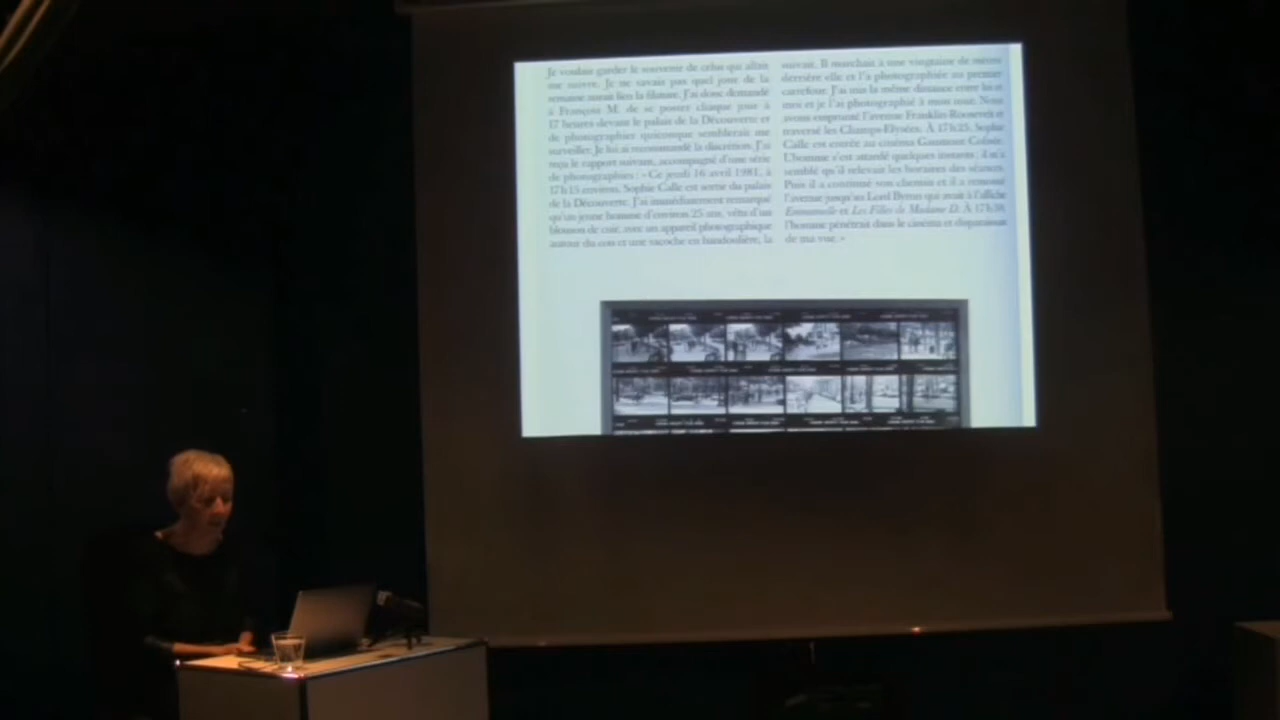 Je voulais garder le souvenir de celui qui allait
me suivre. Je ne savais pas quel jour de la
semaine aurait lieu la filature. J'ai donc demandé
à François M. de se poster chaque jour à
17 heures devant le palais de la Découverte et
de photographier quiconque semblerait me
surveiller. Je lui ai recommandé la discrétion. J'ai
reçu le rapport suivant, accompagné d'une série
de photographies : « Ce jeudi 16 avril 1981, à
17 h 15 environ, Sophie Calle est sortie du palais
de la Découverte. J'ai immédiatement remarqué
qu'un jeune homme d'environ 25 ans, vêtu d'un
blouson de cuir, avec un appareil photographique
autour du cou et une sacoche en bandoulière, la
suivait. Il marchait à une vingtaine de mètres
derrière elle et l'a photographiée au premier
carrefour. J'ai mis la même distance entre lui et
moi et je l'ai photographié à mon tour. Nous
avons emprunté l'avenue Franklin-Roosevelt et
traversé les Champs-Elysées. À 17 h 25, Sophie
Calle est entrée au cinéma Gaumont Colisée.
L'homme s'est attardé quelques instants ; il m'a
semblé qu'il relevait les horaires des séances.
Puis il a continué son chemin et il a remonté
l'avenue jusqu'au Lord Byron qui avait à l'affiche
Emmanuelle et Les Filles de Madame D. À 17 h 30,
l'homme pénétrait dans le cinéma et disparaissait
de ma vue. »